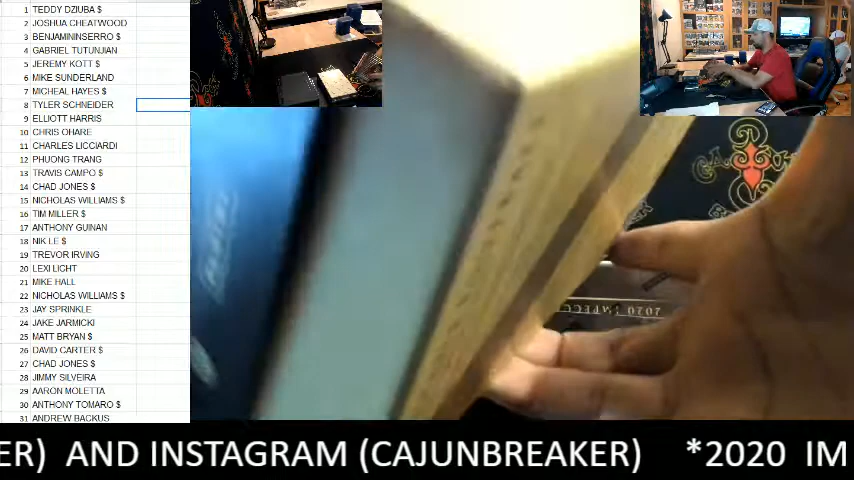 1 TEDDY DZIUBA $
2 JOSHUA CHEATWOOD
3 BENJAMININSERRO $
4 GABRIEL TUTUNJIAN
5 JEREMY KOTT $
6 MIKE SUNDERLAND
7 MICHEAL HAYES $
8 TYLER SCHNEIDER
9 ELLIOTT HARRIS
10 CHRIS OHARE
11 CHARLES LICCIARDI
12 PHUONG TRANG
13 TRAVIS CAMPO $
14 CHAD JONES $
15 NICHOLAS WILLIAMS $
16 TIM MILLER $
17 ANTHONY GUINAN
18 NIK LE $
19 TREVOR IRVING
20 LEXI LICHT
21 MIKE HALL
22 NICHOLAS WILLIAMS $
23 JAY SPRINKLE
24 JAKE JARMICKI
25 MATT BRYAN $
26 DAVID CARTER $
27 CHAD JONES $
28 JIMMY SILVEIRA
29 AARON MOLETTA
30 ANTHONY TOMARO $
31 ANDREW BACKUS
2020 IMPECC
ER) AND INSTAGRAM (CAJUNBREAKER) *2020 IM